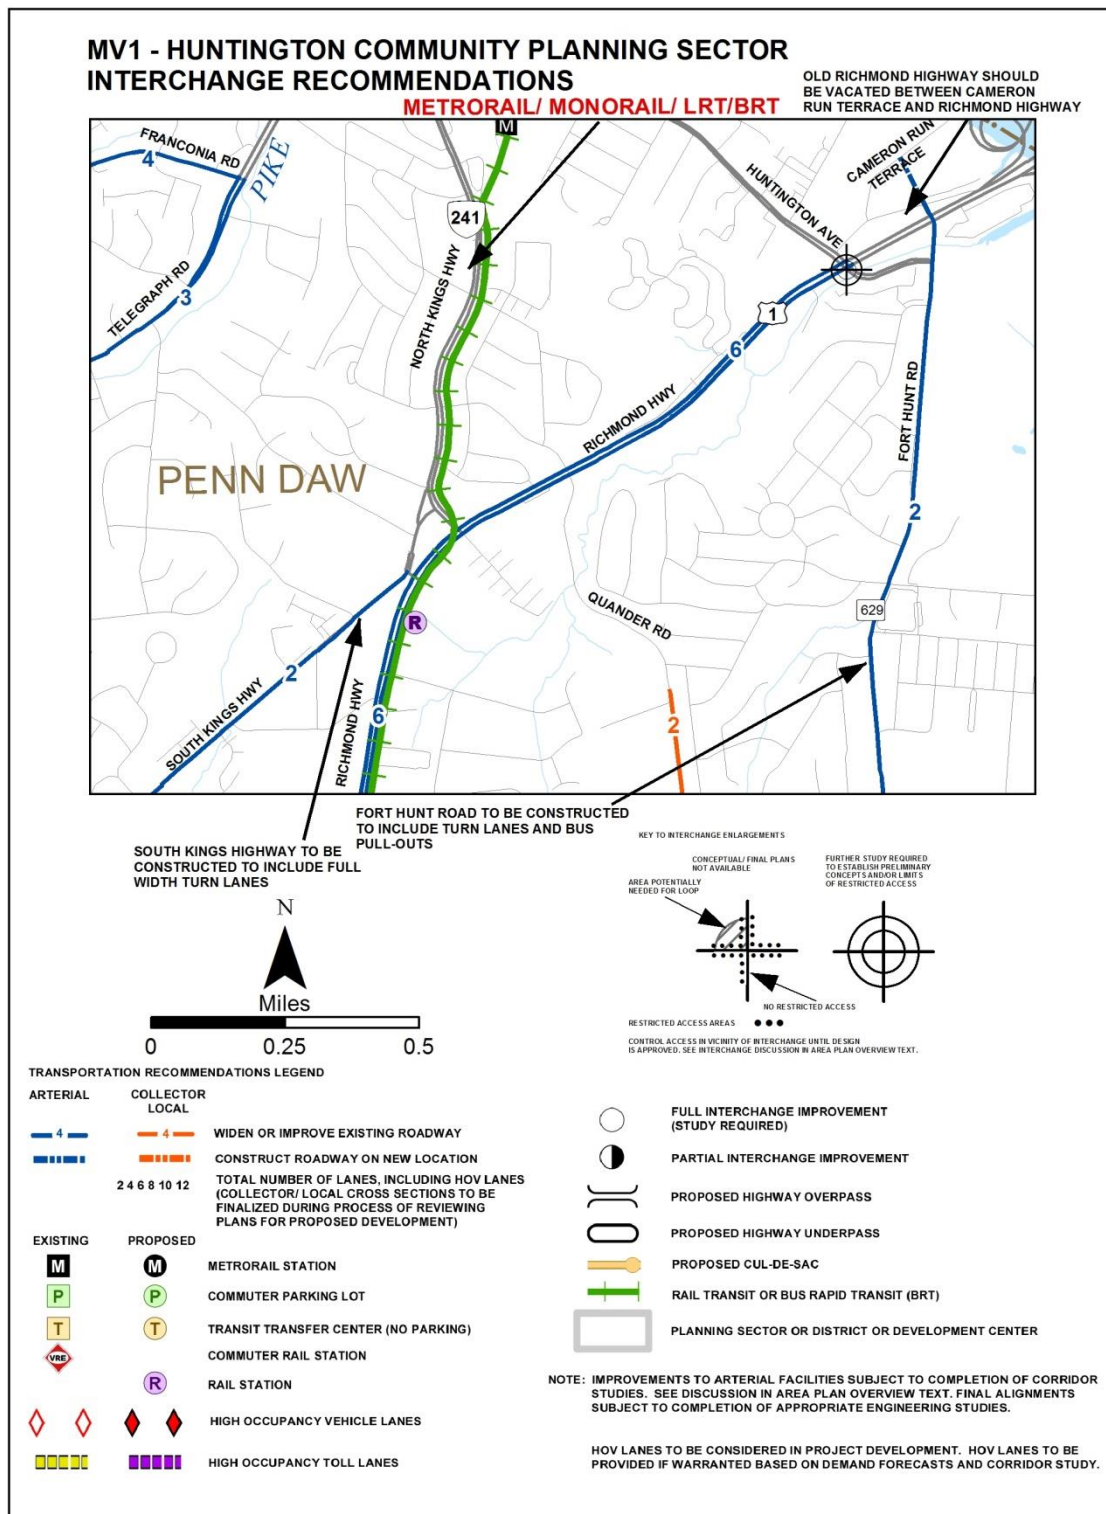 MV1 - HUNTINGTON COMMUNITY PLANNING SECTOR
INTERCHANGE RECOMMENDATIONS
METRORAIL/ MONORAIL/ LRT/BRT
OLD RICHMOND HIGHWAY SHOULD
BE VACATED BETWEEN CAMERON
RUN TERRACE AND RICHMOND HIGHWAY
M
FRANCONIA RD
4
PIKE
CAMERON RUN
TERRACE
HUNTINGTON AVE
241
TELEGRAPH RD
3
NORTH KINGS HWY
1
6
RICHMOND HWY
FORT HUNT RD
PENN DAW
2
QUANDER RD
629
R
SOUTH KINGS HWY
2
RICHMOND HWY
6
2
FORT HUNT ROAD TO BE CONSTRUCTED
TO INCLUDE TURN LANES AND BUS
PULL-OUTS
SOUTH KINGS HIGHWAY TO BE
CONSTRUCTED TO INCLUDE FULL
WIDTH TURN LANES
KEY TO INTERCHANGE ENLARGEMENTS
CONCEPTUAL/ FINAL PLANS
NOT AVAILABLE
FURTHER STUDY REQUIRED
TO ESTABLISH PRELIMINARY
CONCEPTS AND/OR LIMITS
OF RESTRICTED ACCESS
AREA POTENTIALLY
NEEDED FOR LOOP
NO RESTRICTED ACCESS
RESTRICTED ACCESS AREAS
CONTROL ACCESS IN VICINITY OF INTERCHANGE UNTIL DESIGN
IS APPROVED. SEE INTERCHANGE DISCUSSION IN AREA PLAN OVERVIEW TEXT.
N
Miles
0 0.25 0.5
TRANSPORTATION RECOMMENDATIONS LEGEND
ARTERIAL COLLECTOR
LOCAL
4 4 WIDEN OR IMPROVE EXISTING ROADWAY
CONSTRUCT ROADWAY ON NEW LOCATION
2 4 6 8 10 12 TOTAL NUMBER OF LANES, INCLUDING HOV LANES
(COLLECTOR/ LOCAL CROSS SECTIONS TO BE
FINALIZED DURING PROCESS OF REVIEWING
PLANS FOR PROPOSED DEVELOPMENT)
EXISTING PROPOSED
M M METRORAIL STATION
P P COMMUTER PARKING LOT
T T TRANSIT TRANSFER CENTER (NO PARKING)
VRE COMMUTER RAIL STATION
R RAIL STATION
HIGH OCCUPANCY VEHICLE LANES
HIGH OCCUPANCY TOLL LANES
FULL INTERCHANGE IMPROVEMENT
(STUDY REQUIRED)
PARTIAL INTERCHANGE IMPROVEMENT
PROPOSED HIGHWAY OVERPASS
PROPOSED HIGHWAY UNDERPASS
PROPOSED CUL-DE-SAC
RAIL TRANSIT OR BUS RAPID TRANSIT (BRT)
PLANNING SECTOR OR DISTRICT OR DEVELOPMENT CENTER
NOTE: IMPROVEMENTS TO ARTERIAL FACILITIES SUBJECT TO COMPLETION OF CORRIDOR
STUDIES. SEE DISCUSSION IN AREA PLAN OVERVIEW TEXT. FINAL ALIGNMENTS
SUBJECT TO COMPLETION OF APPROPRIATE ENGINEERING STUDIES.
HOV LANES TO BE CONSIDERED IN PROJECT DEVELOPMENT. HOV LANES TO BE
PROVIDED IF WARRANTED BASED ON DEMAND FORECASTS AND CORRIDOR STUDY.